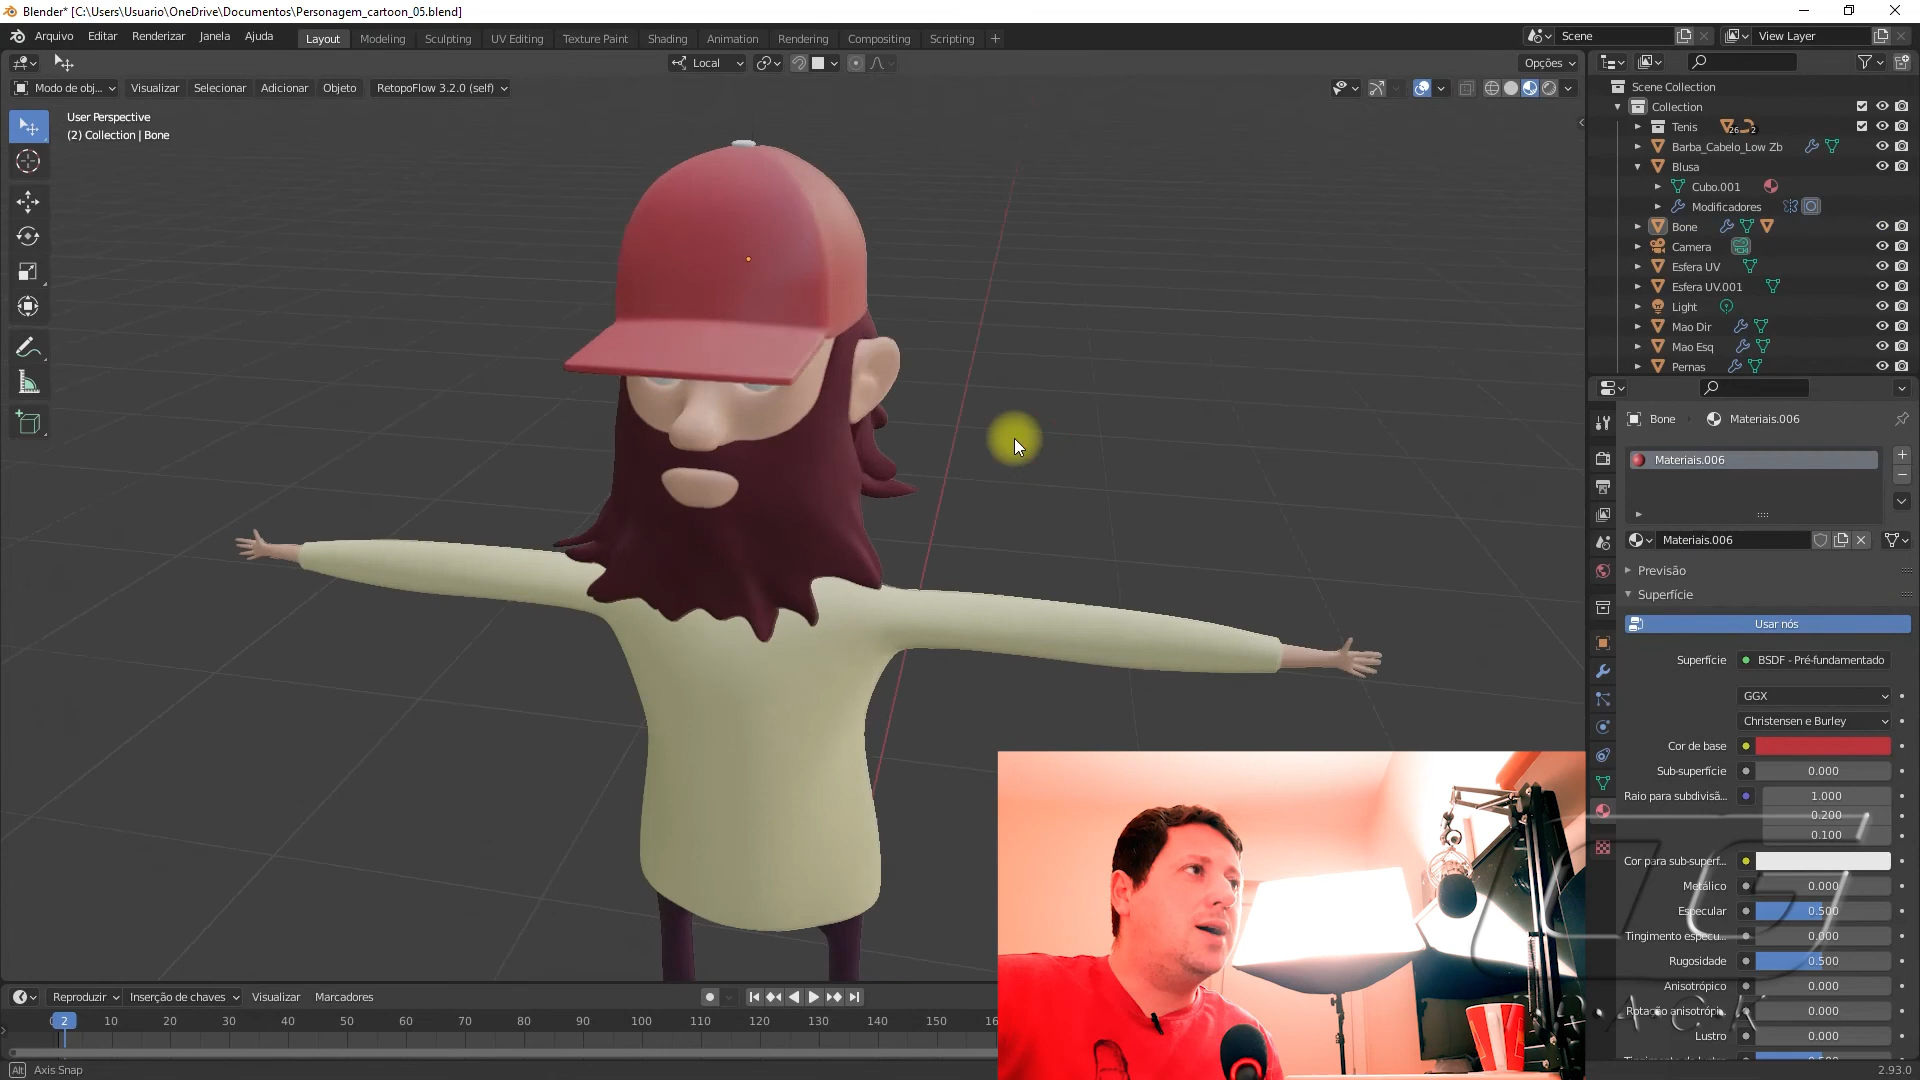 Blender* [C:\Users\Usuario\OneDrive\Documentos\Personagem_cartoon_05.blend]
Arquivo Editar Renderizar Janela Ajuda Layout Modeling Sculpting UV Editing Texture Paint Shading Animation Rendering Compositing Scripting + Scene View Layer
Local Opções
Modo de obj... Visualizar Selecionar Adicionar Objeto RetopoFlow 3.2.0 (self)
User Perspective
(2) Collection | Bone
Scene Collection
Collection
Tenis 26 2
Barba_Cabelo_Low Zb
Blusa
Cubo.001
Modificadores
Bone
Camera
Esfera UV
Esfera UV.001
Light
Mao Dir
Mao Esq
Pernas
Bone Materiais.006
Materiais.006
Materiais.006
Previsão
Superfície
Usar nós
Superfície BSDF - Pré-fundamentado
GGX
Christensen e Burley
Cor de base
Sub-superfície 0.000
Raio para subdivisã... 1.000
0.200
0.100
Cor para sub-superf...
Metálico 0.000
Especular 0.500
Tingimento especu... 0.000
Rugosidade 0.500
Anisotrópico 0.000
Rotação anisotrópi... 0.000
Lustro 0.000
Reproduzir Inserção de chaves Visualizar Marcadores
2 10 20 30 40 50 60 70 80 90 100 110 120 130 140 150 16
Alt Axis Snap
2.93.0